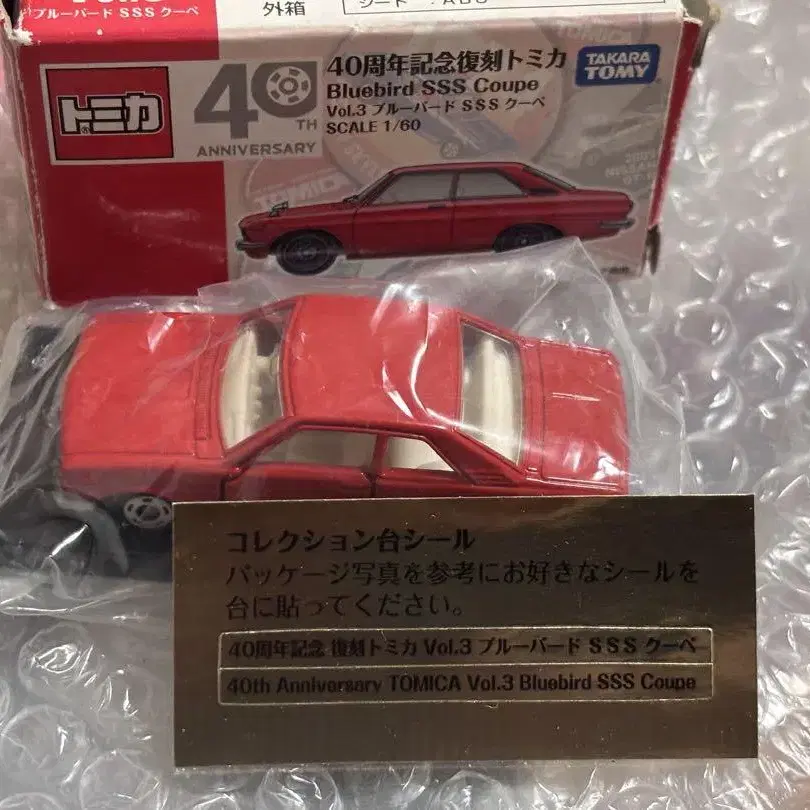 ブルーバード SSS クーペ
外箱
トミカ
40TH
ANNIVERSARY
40周年記念復刻トミカ
Bluebird SSS Coupe
Vol.3 ブルーバード SSS クーペ
SCALE 1/60
TAKARA
TOMY
コレクション台シール
パッケージ写真を参考にお好きなシールを
台に貼ってください。
40周年記念 復刻トミカ Vol.3 ブルーバード SSS クーペ
40th Anniversary TOMICA Vol.3 Bluebird SSS Coupe